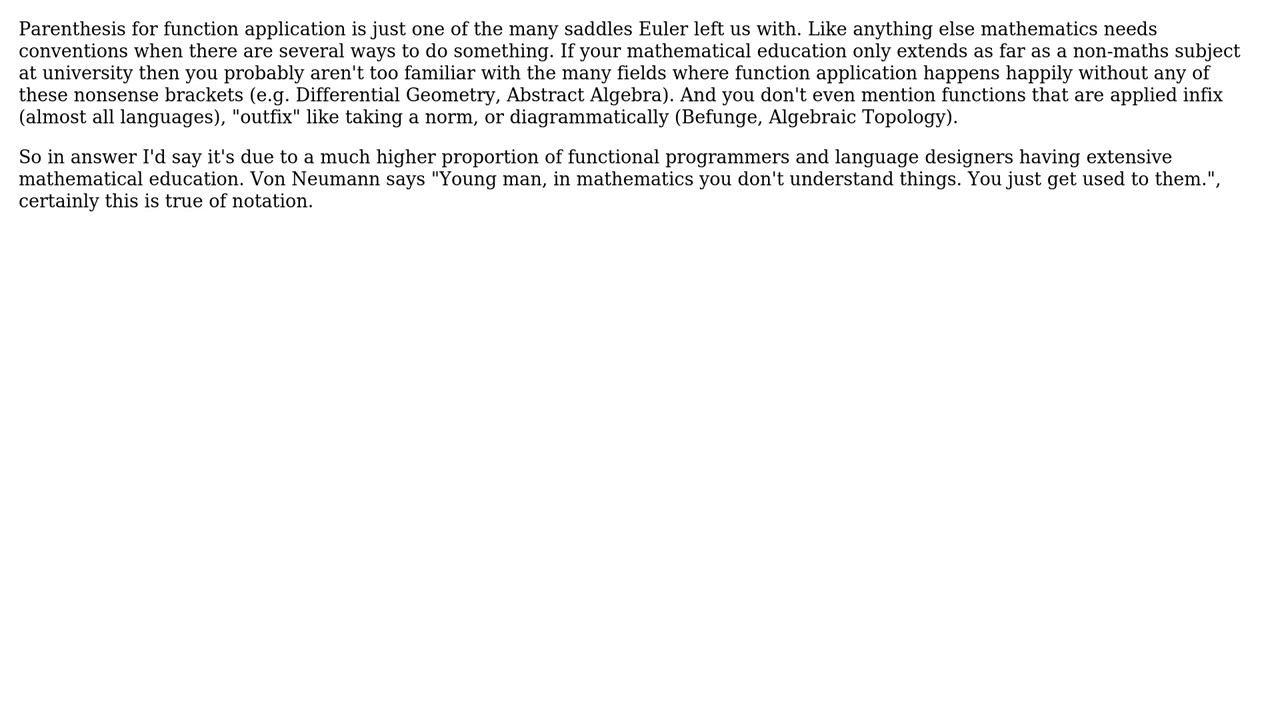 Parenthesis for function application is just one of the many saddles Euler left us with. Like anything else mathematics needs
conventions when there are several ways to do something. If your mathematical education only extends as far as a non-maths subject
at university then you probably aren't too familiar with the many fields where function application happens happily without any of
these nonsense brackets (e.g. Differential Geometry, Abstract Algebra). And you don't even mention functions that are applied infix
(almost all languages), "outfix" like taking a norm, or diagrammatically (Befunge, Algebraic Topology).
So in answer I'd say it's due to a much higher proportion of functional programmers and language designers having extensive
mathematical education. Von Neumann says "Young man, in mathematics you don't understand things. You just get used to them.",
certainly this is true of notation.